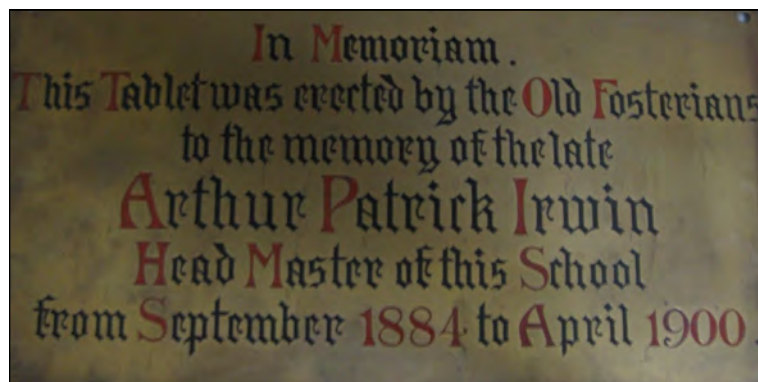 In Memoriam.
This Tablet was erected by the Old Fosterians
to the memory of the late
Arthur Patrick Irwin
Head Master of this School
from September 1884 to April 1900.